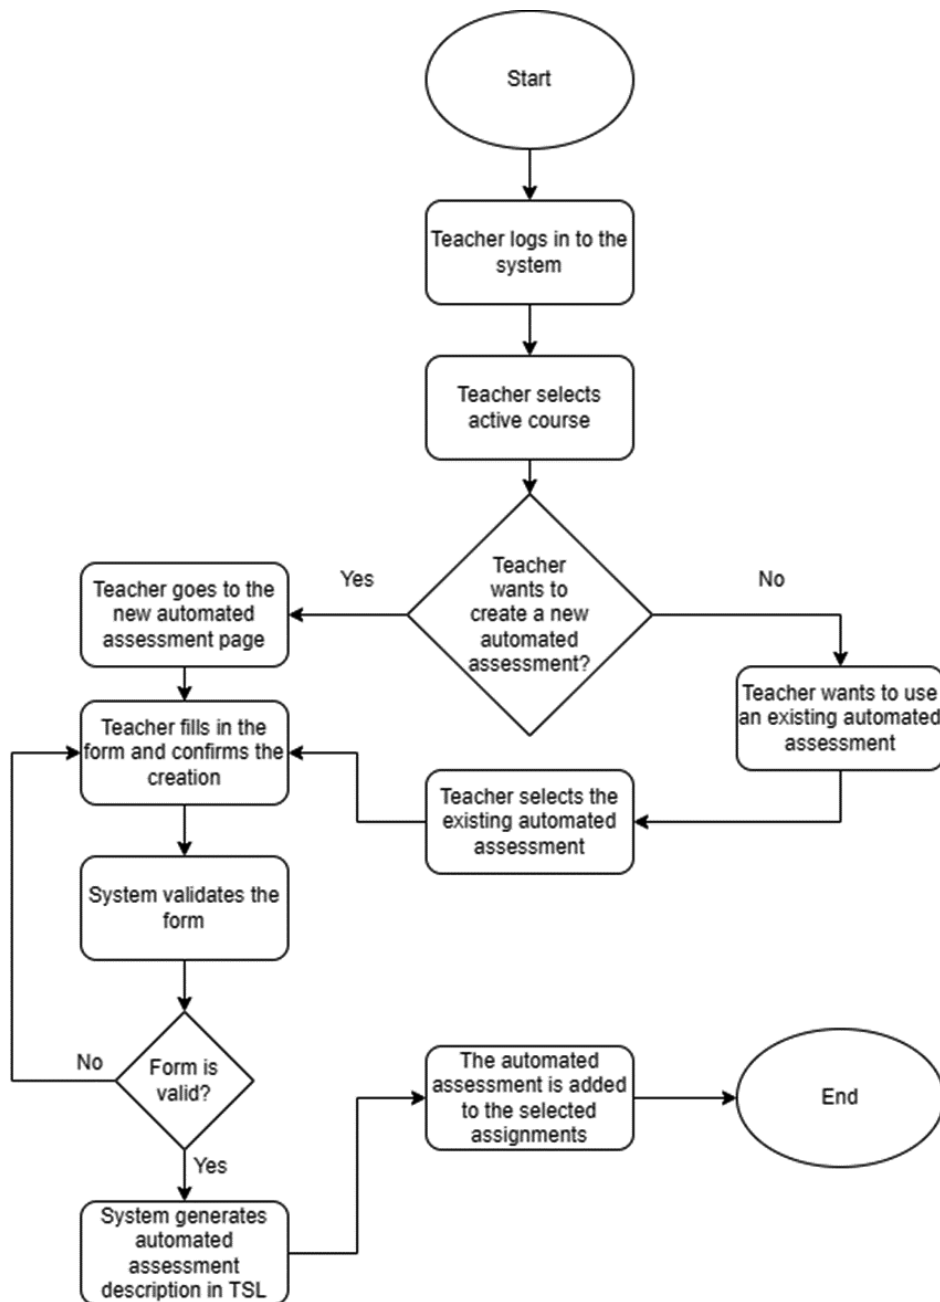 Start
Teacher logs in to the
system
Teacher selects
active course
Teacher
wants to
create a new
automated
assessment?
Yes
No
Teacher goes to the
new automated
assessment page
Teacher wants to use
an existing automated
assessment
Teacher fills in the
form and confirms the
creation
Teacher selects the
existing automated
assessment
System validates the
form
Form is
valid?
No
Yes
The automated
assessment is added
to the selected
assignments
End
System generates
automated
assessment
description in TSL